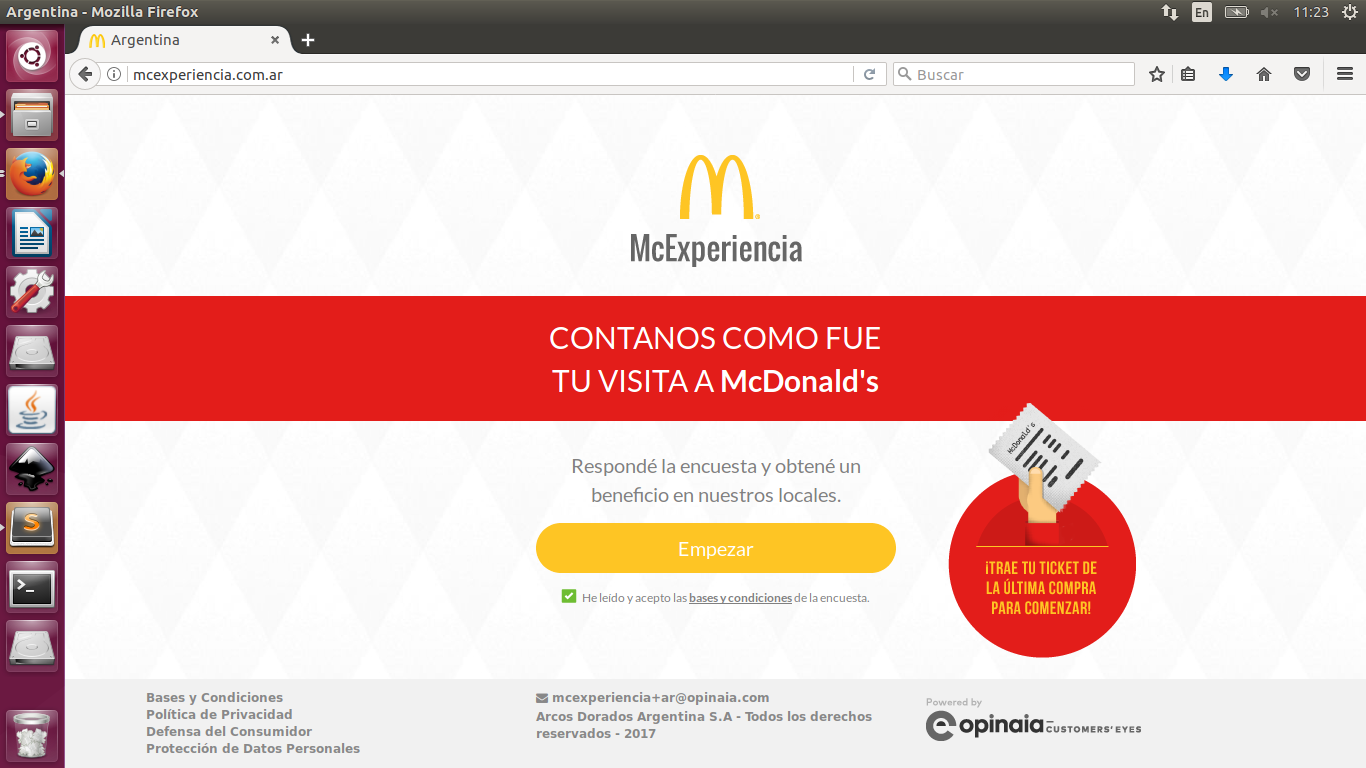 Argentina - Mozilla Firefox
En
11:23
Argentina
mcexperiencia.com.ar
Buscar
McExperiencia
CONTANOS COMO FUE
TU VISITA A McDonald's
McDonald's
Respondé la encuesta y obtené un
beneficio en nuestros locales.
Empezar
He leído y acepto las bases y condiciones de la encuesta.
¡TRAE TU TICKET DE
LA ÚLTIMA COMPRA
PARA COMENZAR!
Bases y Condiciones
Política de Privacidad
Defensa del Consumidor
Protección de Datos Personales
mcexperiencia+ar@opinaia.com
Arcos Dorados Argentina S.A - Todos los derechos
reservados - 2017
Powered by
opinaia
CUSTOMERS' EYES